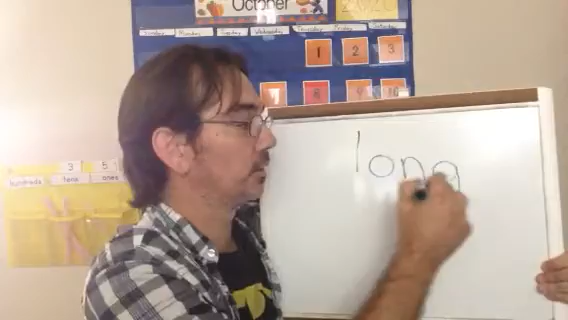 October
2020
Sunday Monday Tuesday Wednesday Thursday Friday Saturday
1 2 3
7 8 9 10
long
3 5
hundreds tens ones